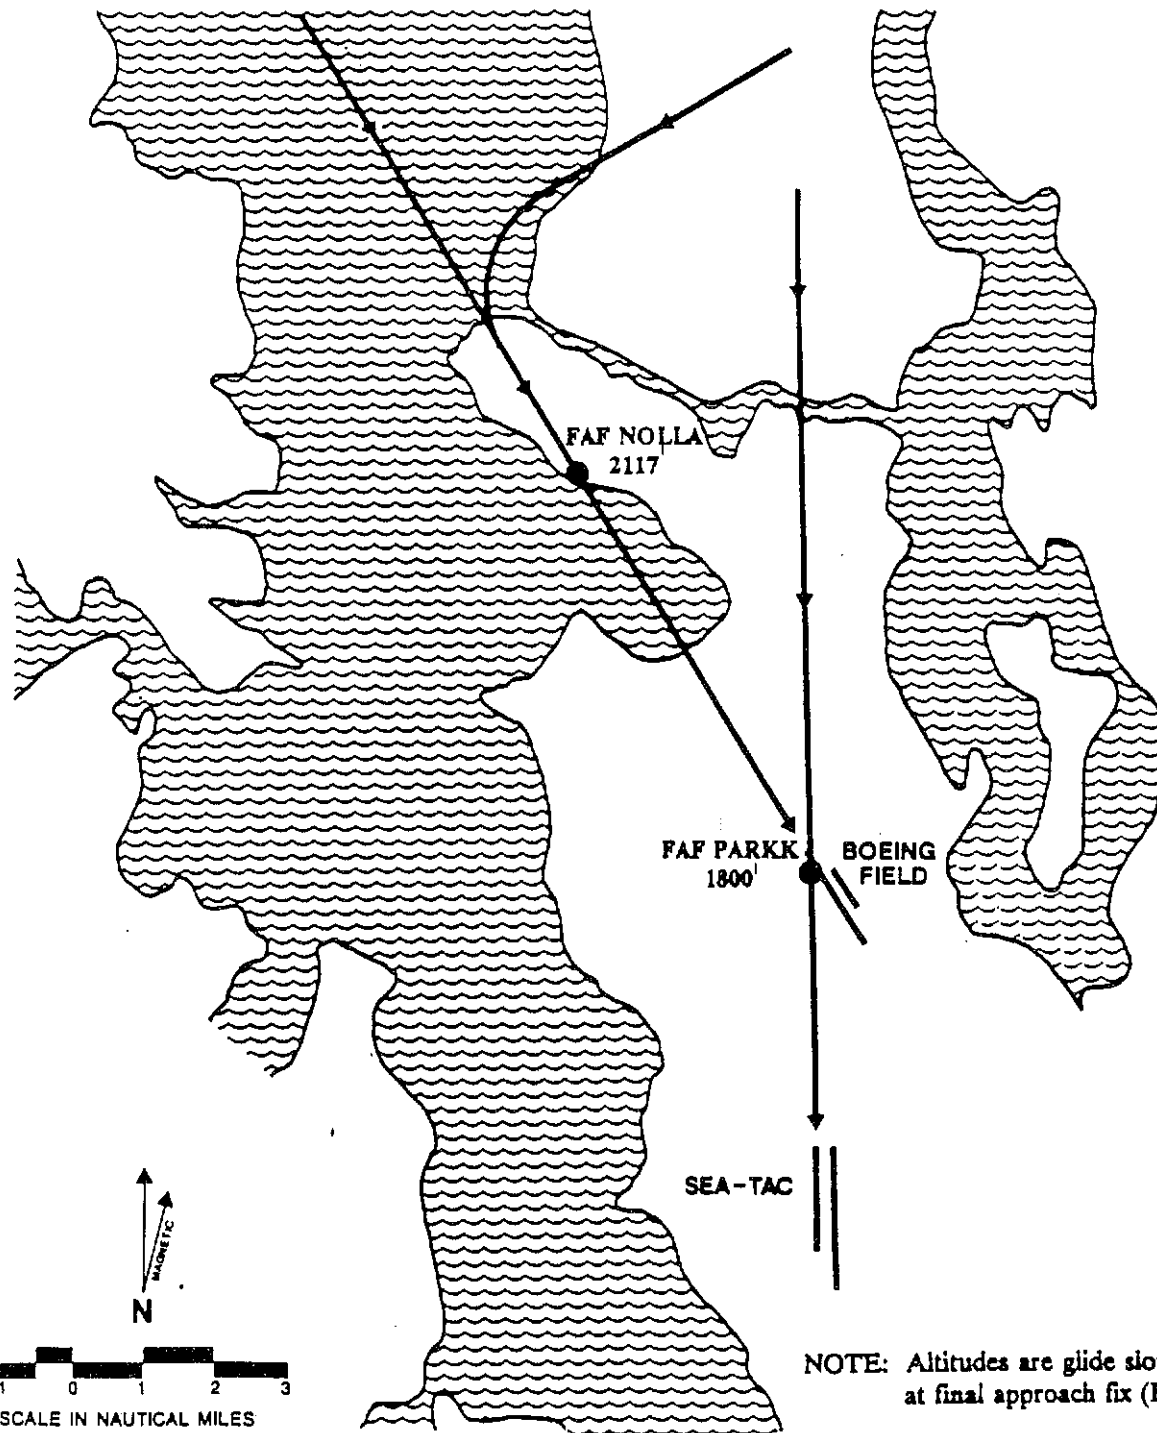 FAF NOLLA
2117'
FAF PARKK
1800'
BOEING
FIELD
SEA-TAC
MAGNETIC
N
1 0 1 2 3
SCALE IN NAUTICAL MILES
NOTE: Altitudes are glide slo
at final approach fix (F